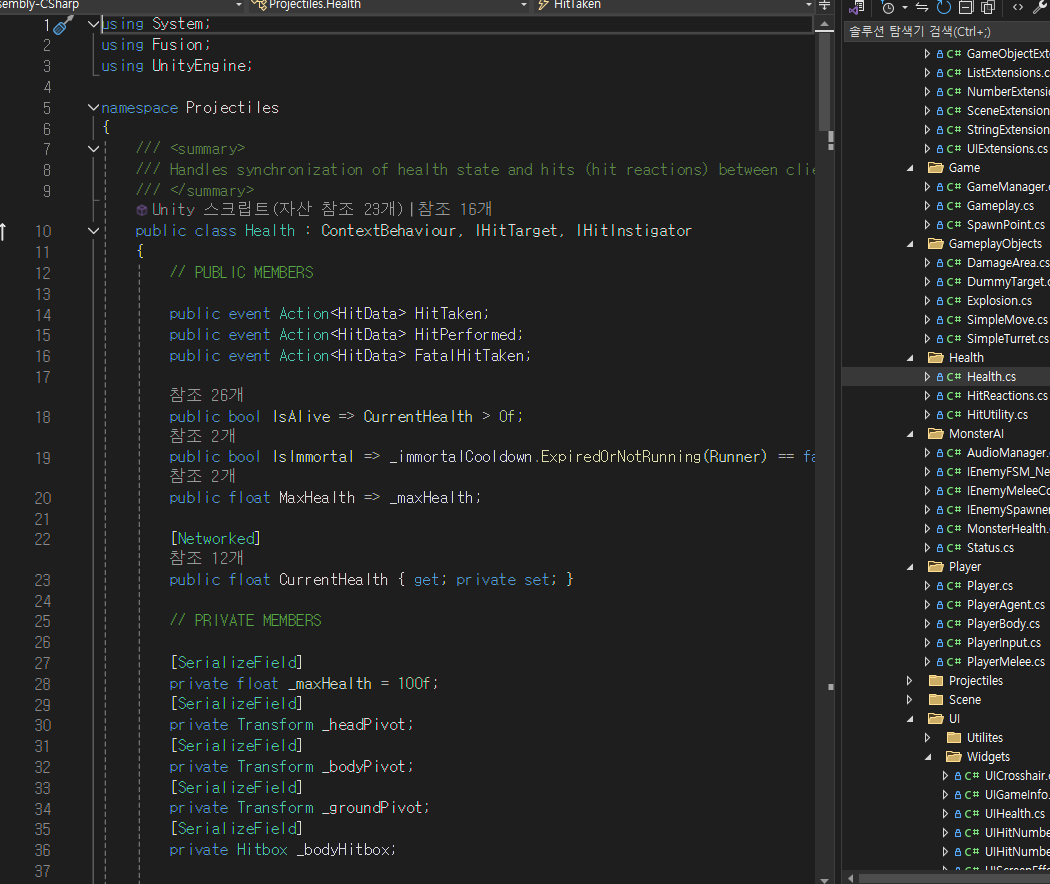 sembly-CSharp
Projectiles.Health
HitTaken
1 using System;
2 using Fusion;
3 using UnityEngine;
4
5 namespace Projectiles
6 {
7 /// <summary>
8 /// Handles synchronization of health state and hits (hit reactions) between clie
9 /// </summary>
Unity 스크립트(자산 참조 23개)|참조 16개
10 public class Health : ContextBehaviour, IHitTarget, IHitInstigator
11 {
12 // PUBLIC MEMBERS
13
14 public event Action<HitData> HitTaken;
15 public event Action<HitData> HitPerformed;
16 public event Action<HitData> FatalHitTaken;
17
참조 26개
18 public bool IsAlive => CurrentHealth > 0f;
참조 2개
19 public bool IsImmortal => _immortalCooldown.ExpiredOrNotRunning(Runner) == fa
참조 2개
20 public float MaxHealth => _maxHealth;
21
22 [Networked]
참조 12개
23 public float CurrentHealth { get; private set; }
24
25 // PRIVATE MEMBERS
26
27 [SerializeField]
28 private float _maxHealth = 100f;
29 [SerializeField]
30 private Transform _headPivot;
31 [SerializeField]
32 private Transform _bodyPivot;
33 [SerializeField]
34 private Transform _groundPivot;
35 [SerializeField]
36 private Hitbox _bodyHitbox;
37
솔루션 탐색기 검색(Ctrl+;)
C# GameObjectExt
C# ListExtensions.c
C# NumberExtensio
C# SceneExtension
C# StringExtension
C# UIExtensions.cs
Game
C# GameManager.c
C# Gameplay.cs
C# SpawnPoint.cs
GameplayObjects
C# DamageArea.cs
C# DummyTarget.c
C# Explosion.cs
C# SimpleMove.cs
C# SimpleTurret.cs
Health
C# Health.cs
C# HitReactions.cs
C# HitUtility.cs
MonsterAI
C# AudioManager.
C# IEnemyFSM_Ne
C# IEnemyMeleeCo
C# IEnemySpawner
C# MonsterHealth.
C# Status.cs
Player
C# Player.cs
C# PlayerAgent.cs
C# PlayerBody.cs
C# PlayerInput.cs
C# PlayerMelee.cs
Projectiles
Scene
UI
Utilites
Widgets
C# UICrosshair.c
C# UIGameInfo.
C# UIHealth.cs
C# UIHitNumbe
C# UIHitNumbe